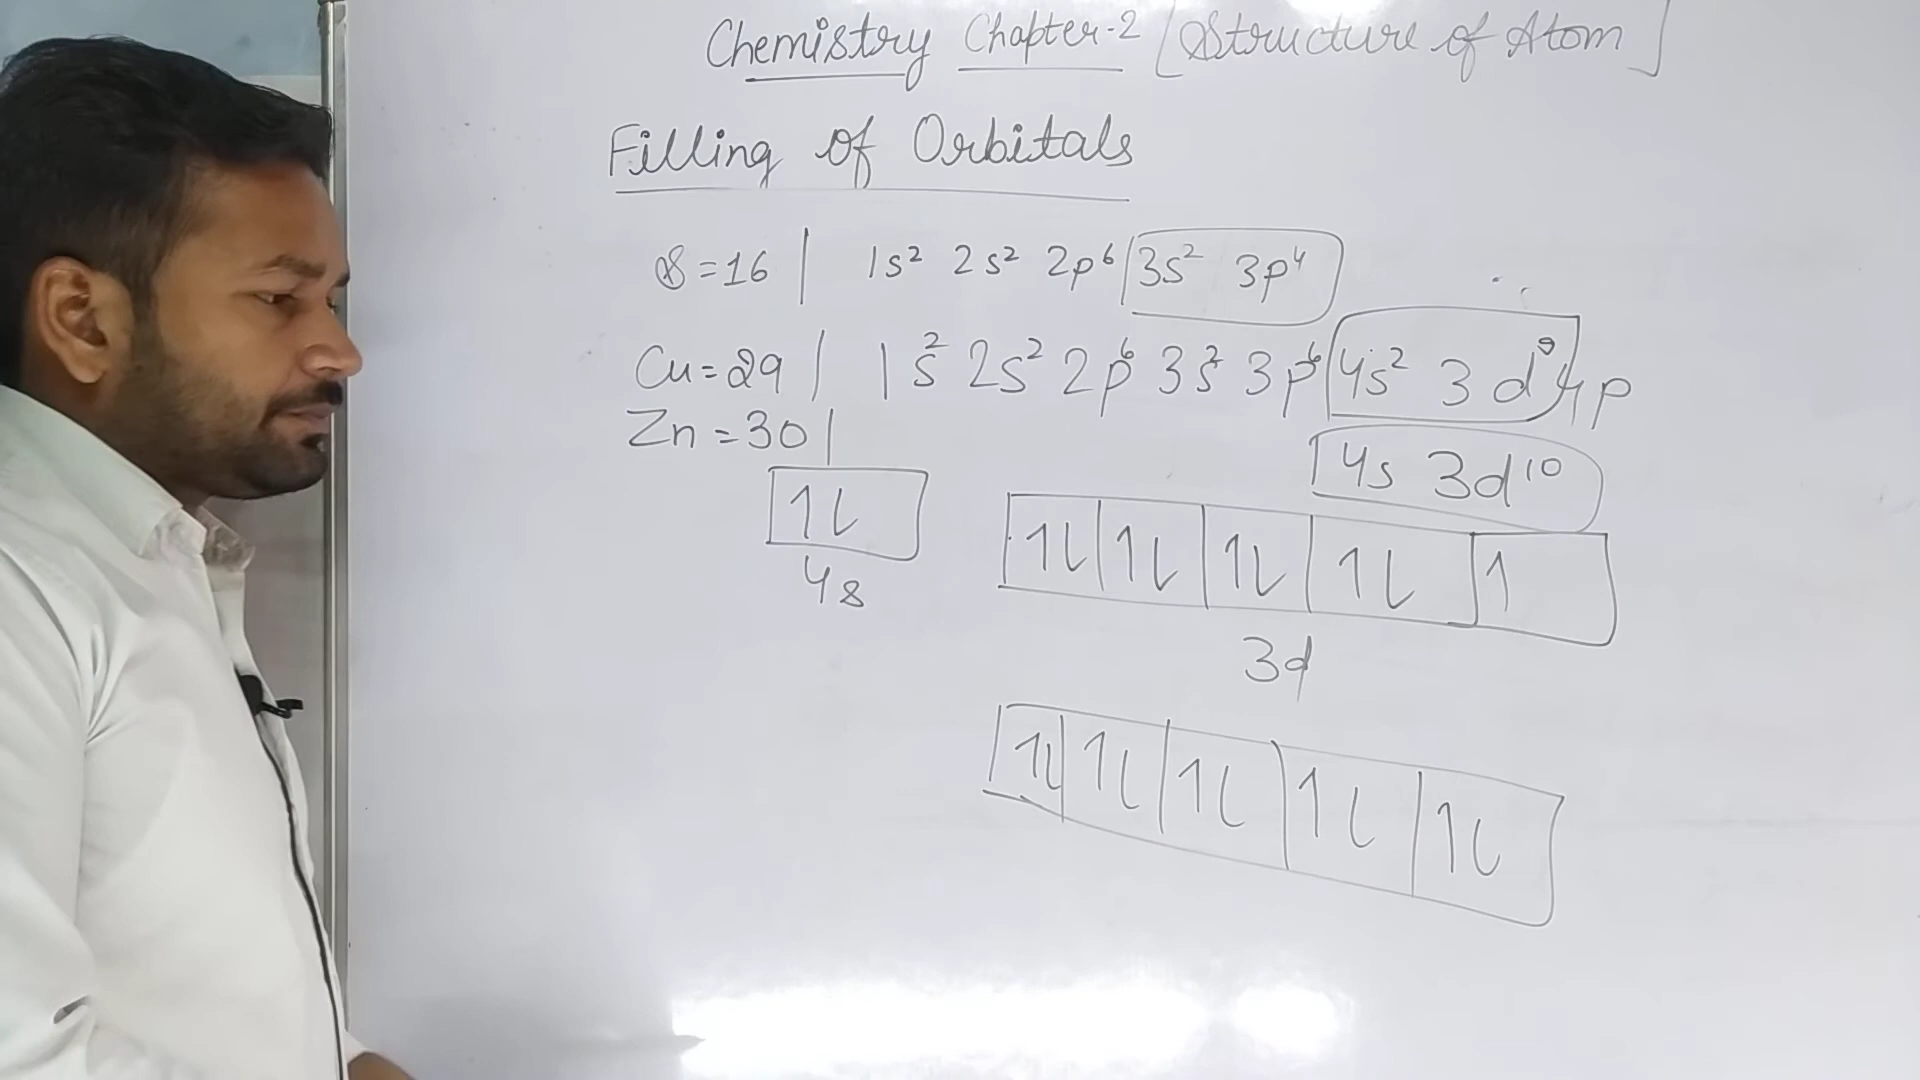 Chemistry Chapter-2 [Structure of Atom]
Filling of Orbitals
S=16 | 1s² 2s² 2p⁶ 3s² 3p⁴
Cu=29 | 1s² 2s² 2p⁶ 3s² 3p⁶ 4s² 3d⁹ 4p
Zn=30 |
4s 3d¹⁰
1l
1l 1l 1l 1l 1
4s
3d
1l 1l 1l 1l 1l